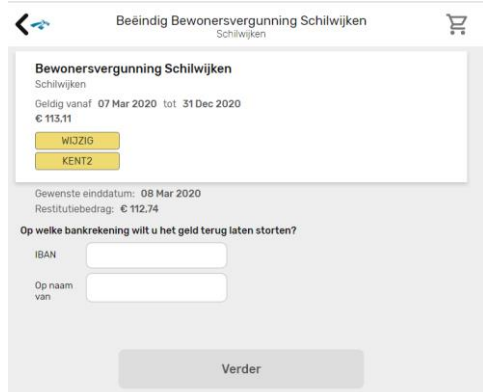 Beëindig Bewonersvergunning Schilwijken
Schilwijken
Bewonersvergunning Schilwijken
Schilwijken
Geldig vanaf 07 Mar 2020 tot 31 Dec 2020
€ 113,11
WIJZIG
KENT2
Gewenste einddatum: 08 Mar 2020
Restitutiebedrag: € 112,74
Op welke bankrekening wilt u het geld terug laten storten?
IBAN
Op naam
van
Verder